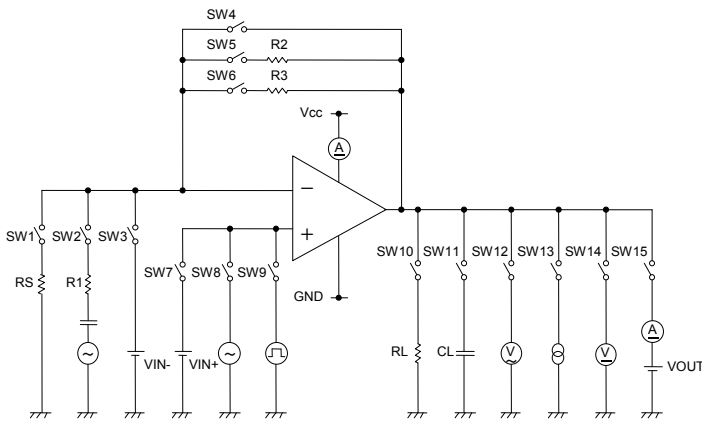 SW4
SW5 R2
SW6 R3
Vcc
A
SW1 SW2 SW3
SW7 SW8 SW9
SW10 SW11 SW12 SW13 SW14 SW15
RS R1
GND
A
VIN- VIN+
RL CL V V
VOUT